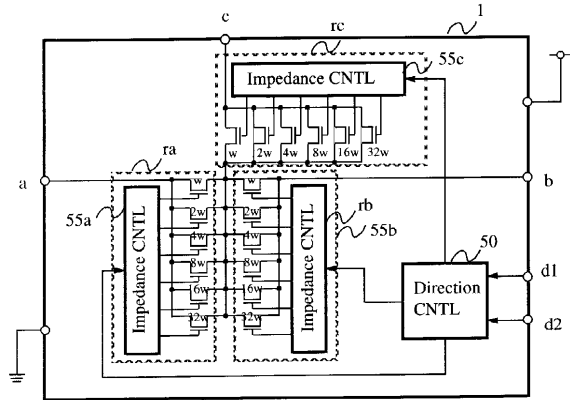 c
1
rc
55c
Impedance CNTL
w 2w 4w 8w 16w 32w
ra
a
b
55a
Impedance CNTL
w w
2w 2w
4w 4w
8w 8w
16w 16w
32w 32w
Impedance CNTL
rb
55b
50
Direction
CNTL
d1
d2